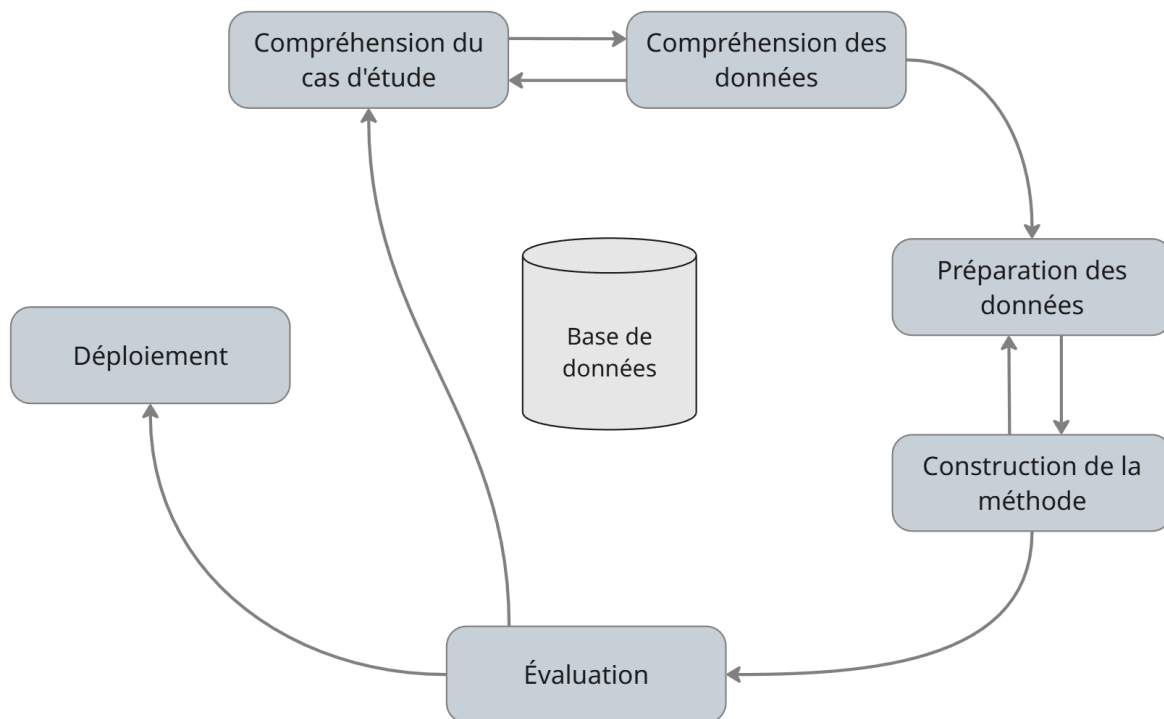 Compréhension du
cas d'étude
Compréhension des
données
Préparation des
données
Base de
données
Déploiement
Construction de la
méthode
Évaluation